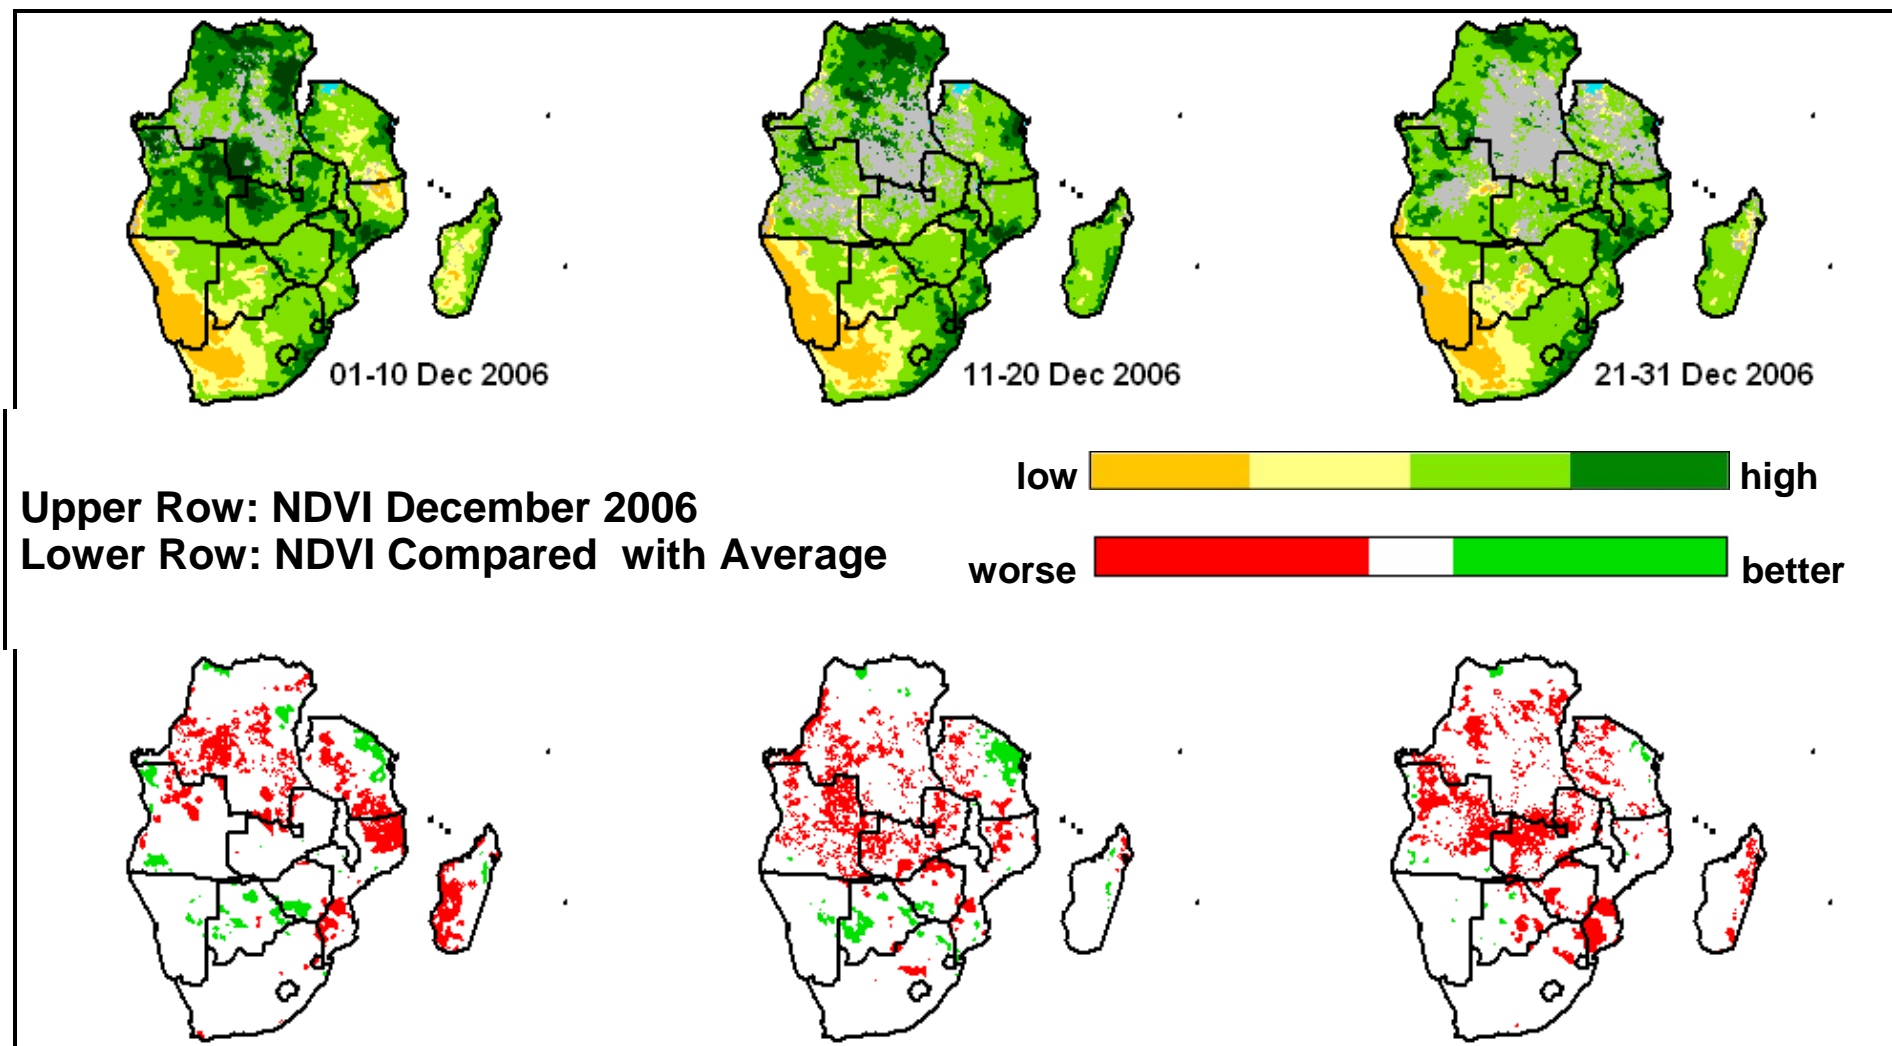 01-10 Dec 2006
11-20 Dec 2006
21-31 Dec 2006
low
high
Upper Row: NDVI December 2006
Lower Row: NDVI Compared with Average
worse
better